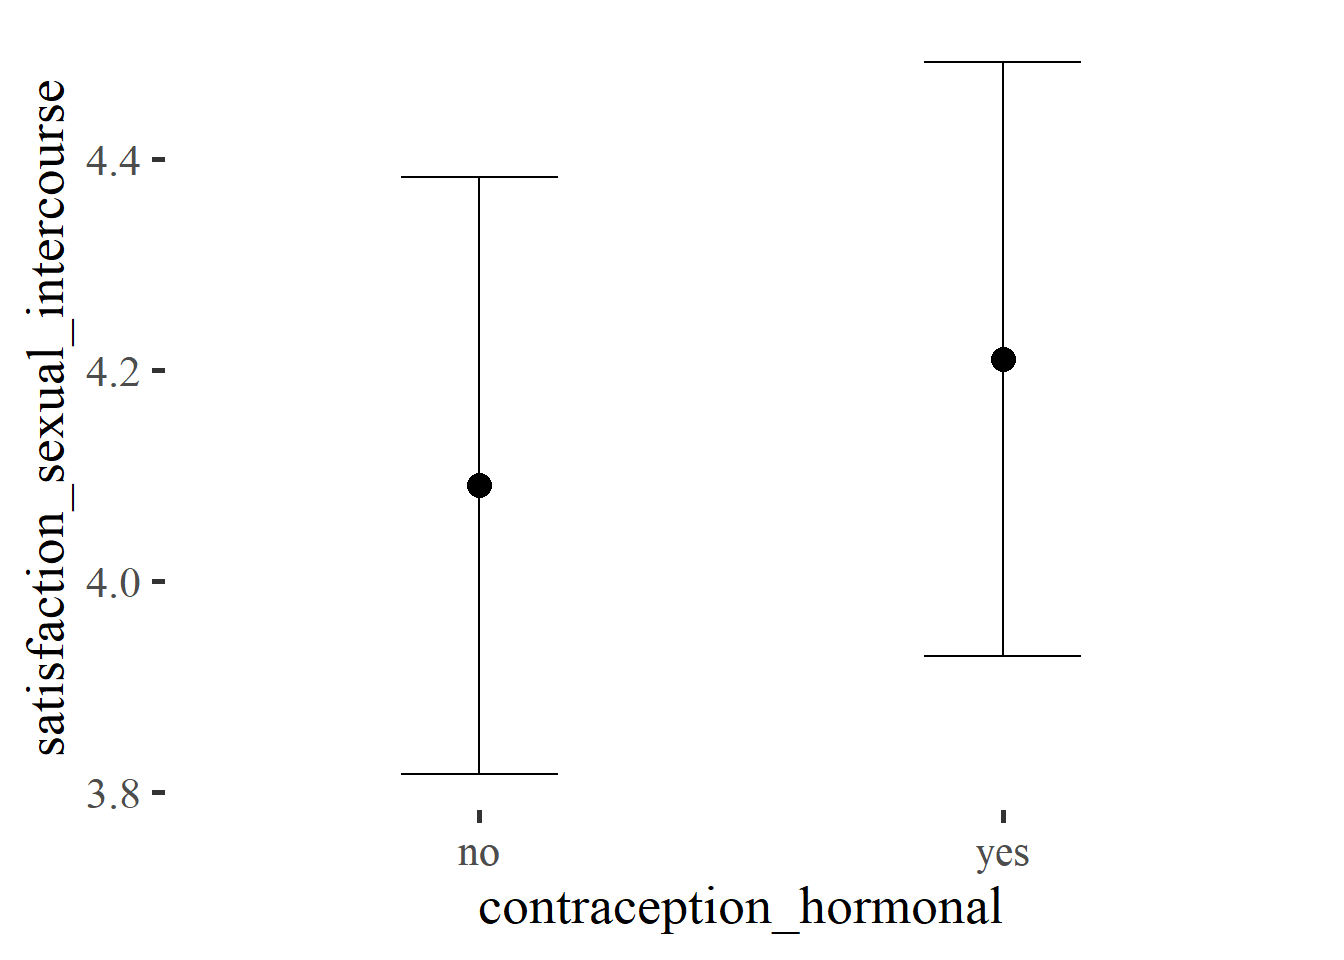 satisfaction_sexual_intercourse
4.4
4.2
4.0
3.8
no yes
contraception_hormonal